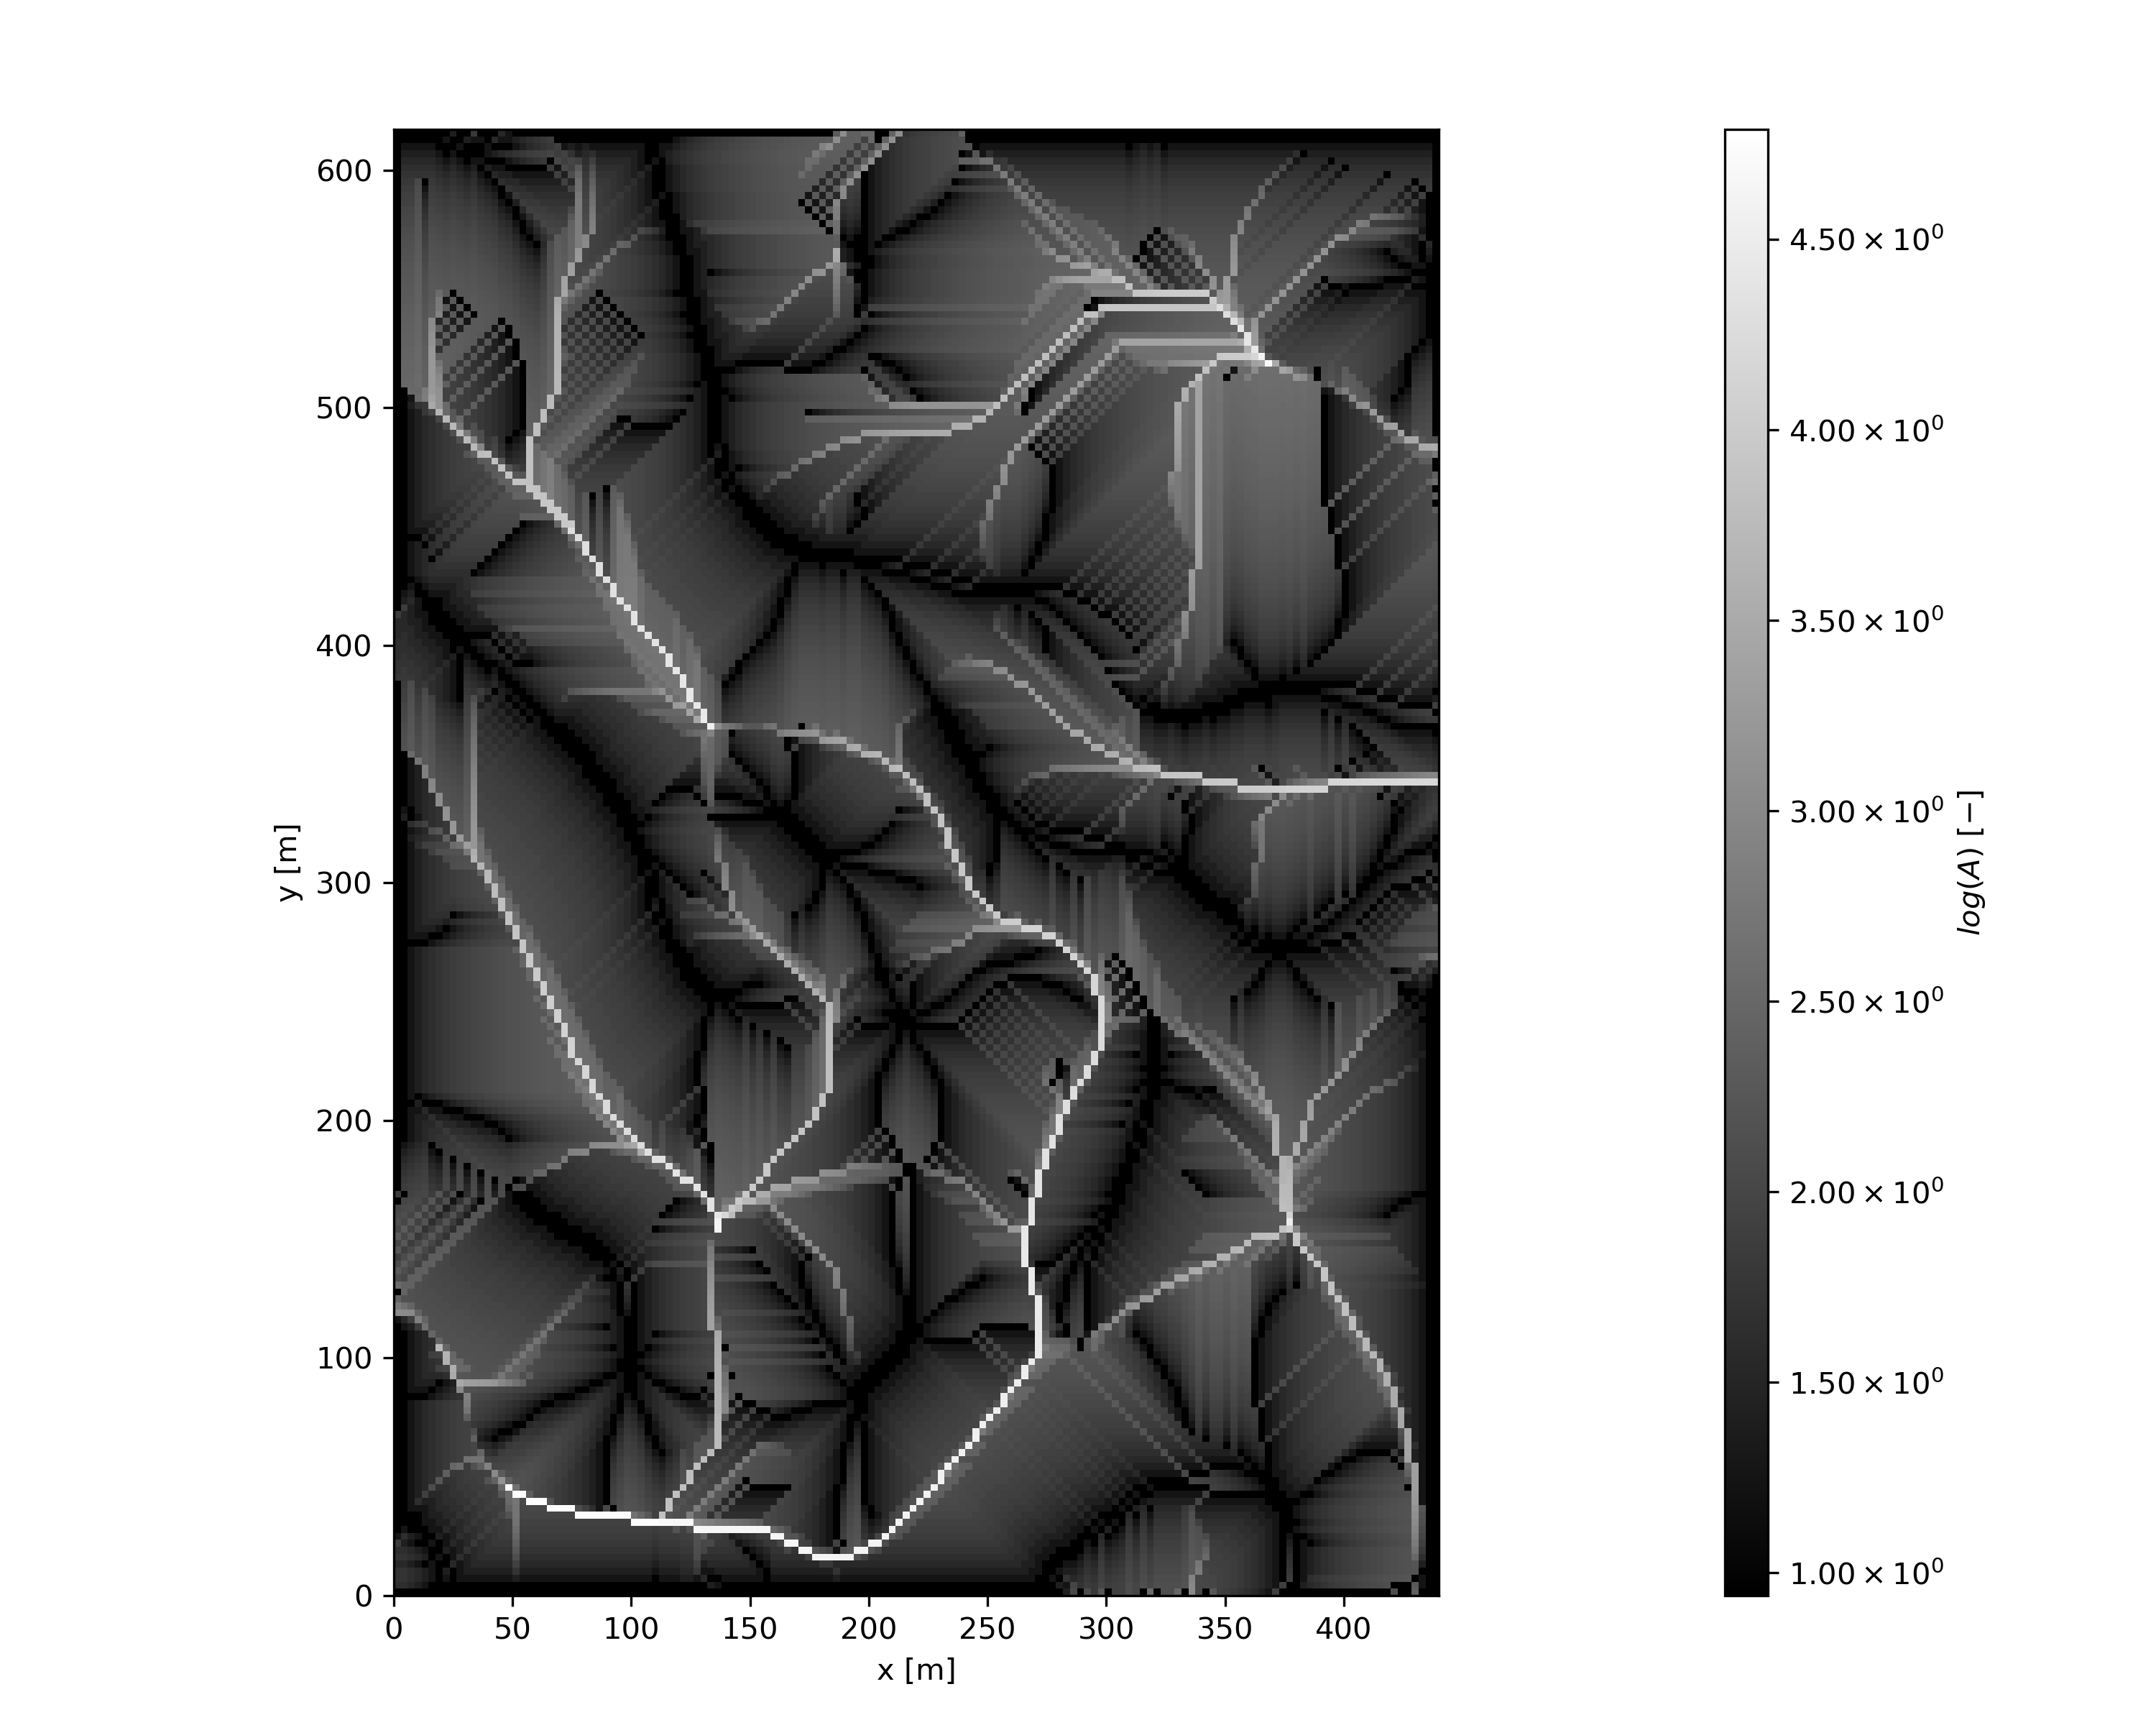 600
500
400
300
200
100
0
y [m]
0 50 100 150 200 250 300 350 400
x [m]
4.50 × 10⁰
4.00 × 10⁰
3.50 × 10⁰
3.00 × 10⁰
2.50 × 10⁰
2.00 × 10⁰
1.50 × 10⁰
1.00 × 10⁰
log(A) [−]